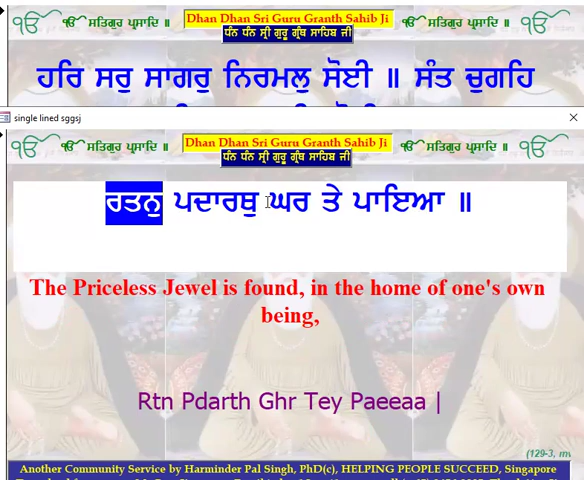 ੴ ਸਤਿਗੁਰ ਪ੍ਰਸਾਦਿ ॥ Dhan Dhan Sri Guru Granth Sahib Ji ੴ ਸਤਿਗੁਰ ਪ੍ਰਸਾਦਿ ॥ ੴ
ਧੰਨ ਧੰਨ ਸ੍ਰੀ ਗੁਰੂ ਗ੍ਰੰਥ ਸਾਹਿਬ ਜੀ
ਹਰਿ ਸਰੁ ਸਾਗਰੁ ਨਿਰਮਲੁ ਸੋਈ ॥ ਸੰਤ ਚੁਗਹਿ
single lined sggsj
ੴ ੴ ਸਤਿਗੁਰ ਪ੍ਰਸਾਦਿ ॥ Dhan Dhan Sri Guru Granth Sahib Ji ੴ ਸਤਿਗੁਰ ਪ੍ਰਸਾਦਿ ॥ ੴ
ਧੰਨ ਧੰਨ ਸ੍ਰੀ ਗੁਰੂ ਗ੍ਰੰਥ ਸਾਹਿਬ ਜੀ
ਰਤਨੁ ਪਦਾਰਥੁ ਘਰ ਤੇ ਪਾਇਆ ॥
The Priceless Jewel is found, in the home of one's own
being,
Rtn Pdarth Ghr Tey Paeeaa |
(129-3,
Another Community Service by Harminder Pal Singh, PhD(c), HELPING PEOPLE SUCCEED, Singapore